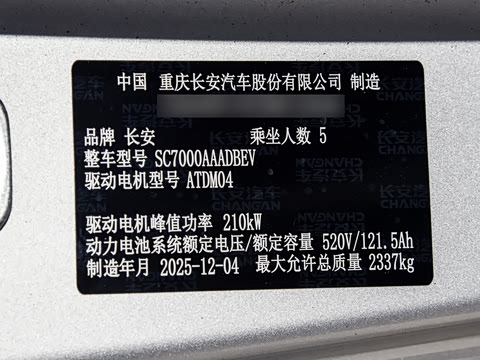 中国 重庆长安汽车股份有限公司 制造
品牌 长安 乘坐人数 5
整车型号 SC7000AAADBEV
驱动电机型号 ATDM04
驱动电机峰值功率 210kW
动力电池系统额定电压/额定容量 520V/121.5Ah
制造年月 2025-12-04 最大允许总质量 2337kg